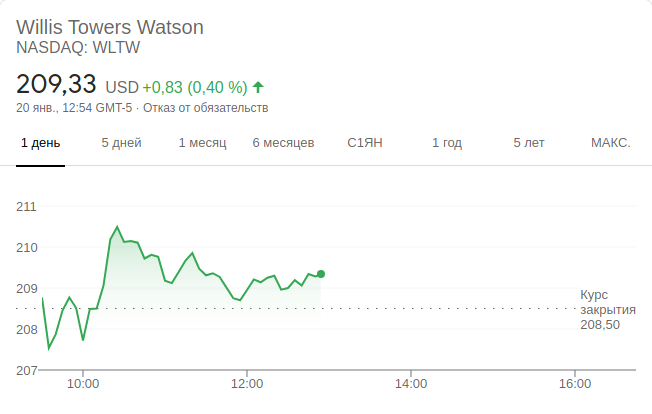 Willis Towers Watson
NASDAQ: WLTW
209,33 USD +0,83 (0,40 %)
20 янв., 12:54 GMT-5 · Отказ от обязательств
1 день 5 дней 1 месяц 6 месяцев С1ЯН 1 год 5 лет МАКС.
211
210
209
Курс
закрытия
208,50
208
207
10:00 12:00 14:00 16:00